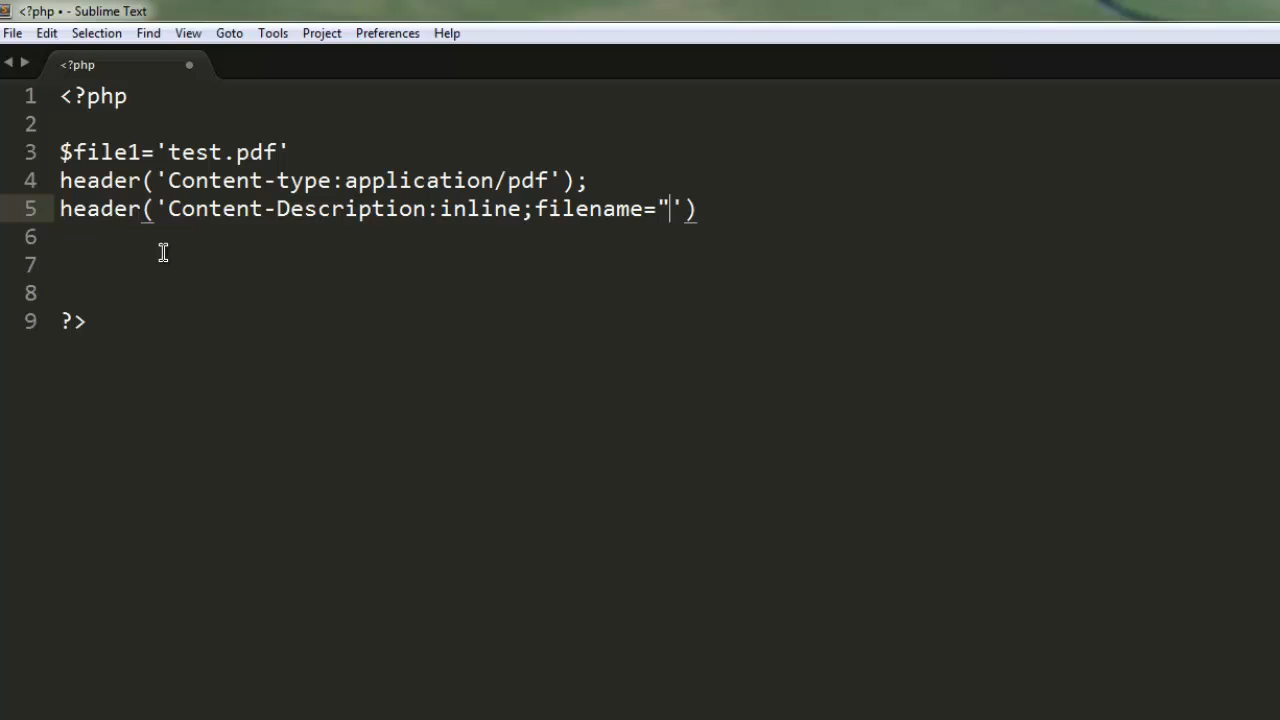 <?php • - Sublime Text
File Edit Selection Find View Goto Tools Project Preferences Help
<?php
1 <?php
2
3 $file1='test.pdf'
4 header('Content-type:application/pdf');
5 header('Content-Description:inline;filename="')
6
7
8
9 ?>